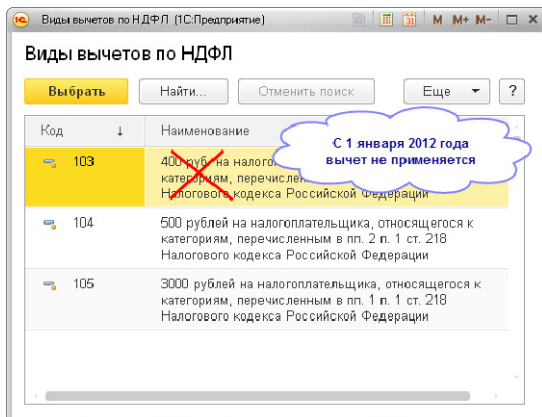 1С Виды вычетов по НДФЛ (1С:Предприятие) M M+ M-
Виды вычетов по НДФЛ
Выбрать Найти... Отменить поиск Еще ?
Код ↓ Наименование
С 1 января 2012 года
вычет не применяется
103 400 руб. на налого
категориям, перечислен
Налогового кодекса Российской Федерации
104 500 рублей на налогоплательщика, относящегося к
категориям, перечисленным в пп. 2 п. 1 ст. 218
Налогового кодекса Российской Федерации
105 3000 рублей на налогоплательщика, относящегося к
категориям, перечисленным в пп. 1 п. 1 ст. 218
Налогового кодекса Российской Федерации